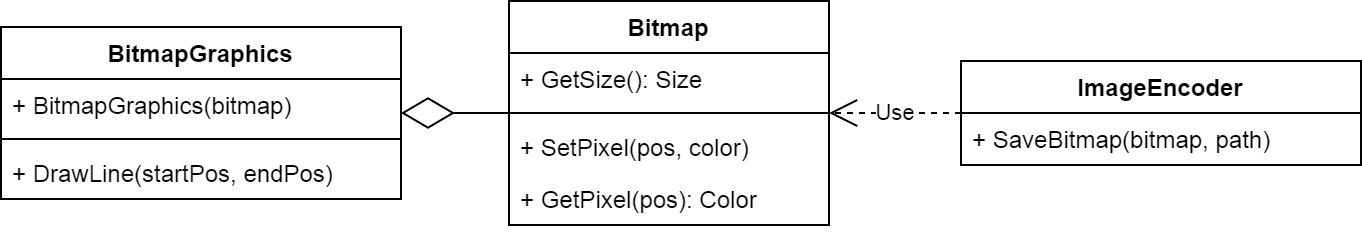 BitmapGraphics
+ BitmapGraphics(bitmap)
+ DrawLine(startPos, endPos)
Bitmap
+ GetSize(): Size
+ SetPixel(pos, color)
+ GetPixel(pos): Color
Use
ImageEncoder
+ SaveBitmap(bitmap, path)